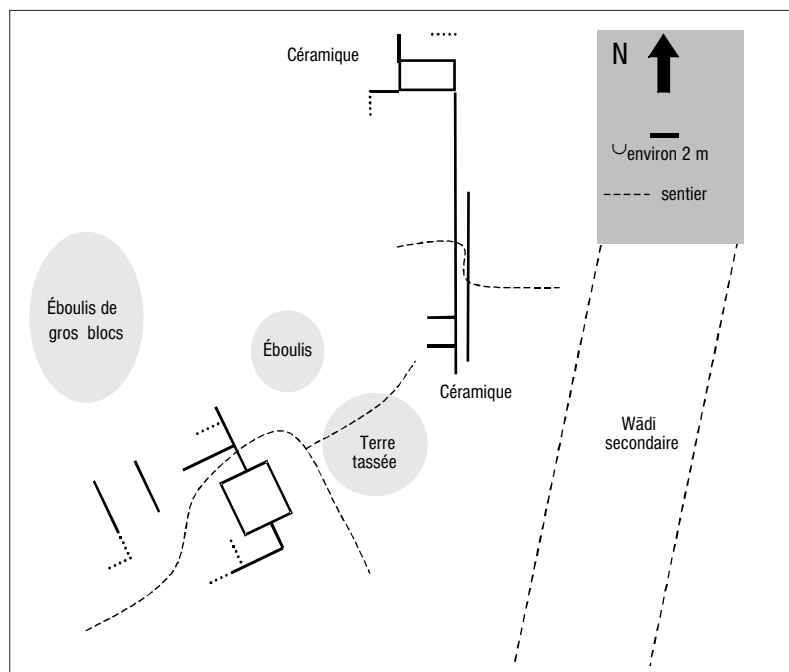 Céramique
N
environ 2 m
sentier
Éboulis de
gros blocs
Éboulis
Céramique
Terre
tassée
Wādi
secondaire